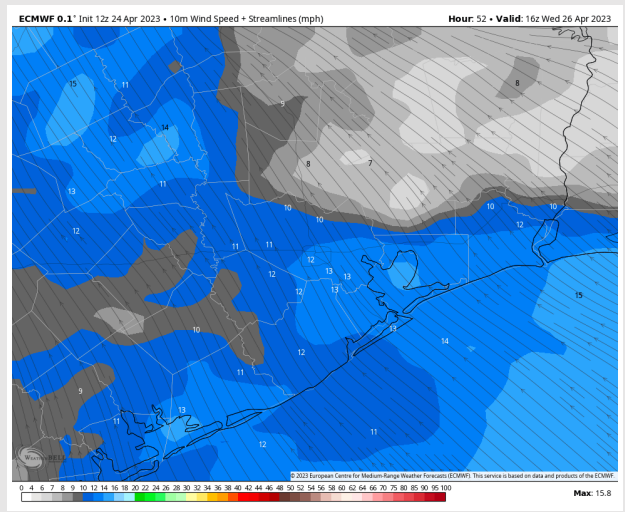 ECMWF 0.1° Init 12z 24 Apr 2023 • 10m Wind Speed + Streamlines (mph) Hour: 52 • Valid: 16z Wed 26 Apr 2023
15 11 9 8
14
12
8 7
13 11
10 10 10 10
12 12
11 11
12
12 13 13
12 13 15
10 13
14
12
11
9
13
11 11
12
WeatherBELL
© 2023 European Centre for Medium-Range Weather Forecasts (ECMWF). This service is based on data and products of the ECMWF.
0 4 6 7 8 9 10 12 14 16 18 20 22 24 26 28 30 32 34 36 38 40 42 44 46 48 50 52 54 56 58 60 62 64 66 68 70 75 80 85 90 95 100
Max: 15.8